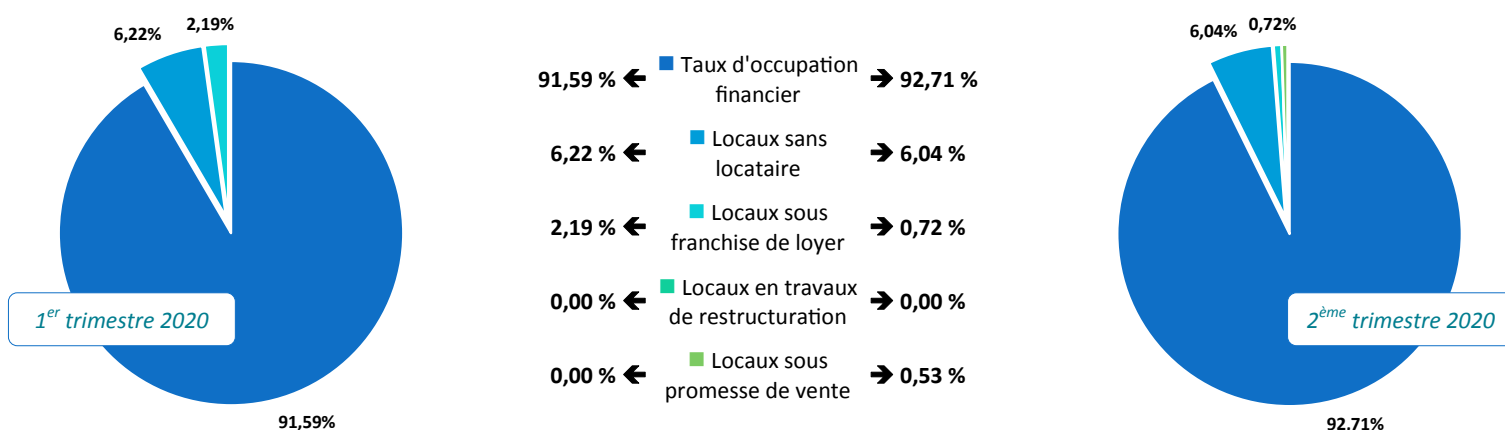 6,22%
2,19%
91,59%
1er trimestre 2020
91,59 % 🡸 Taux d'occupation 🡺 92,71 %
financier
6,22 % 🡸 Locaux sans 🡺 6,04 %
locataire
2,19 % 🡸 Locaux sous 🡺 0,72 %
franchise de loyer
0,00 % 🡸 Locaux en travaux 🡺 0,00 %
de restructuration
0,00 % 🡸 Locaux sous 🡺 0,53 %
promesse de vente
6,04%
0,72%
92,71%
2ème trimestre 2020